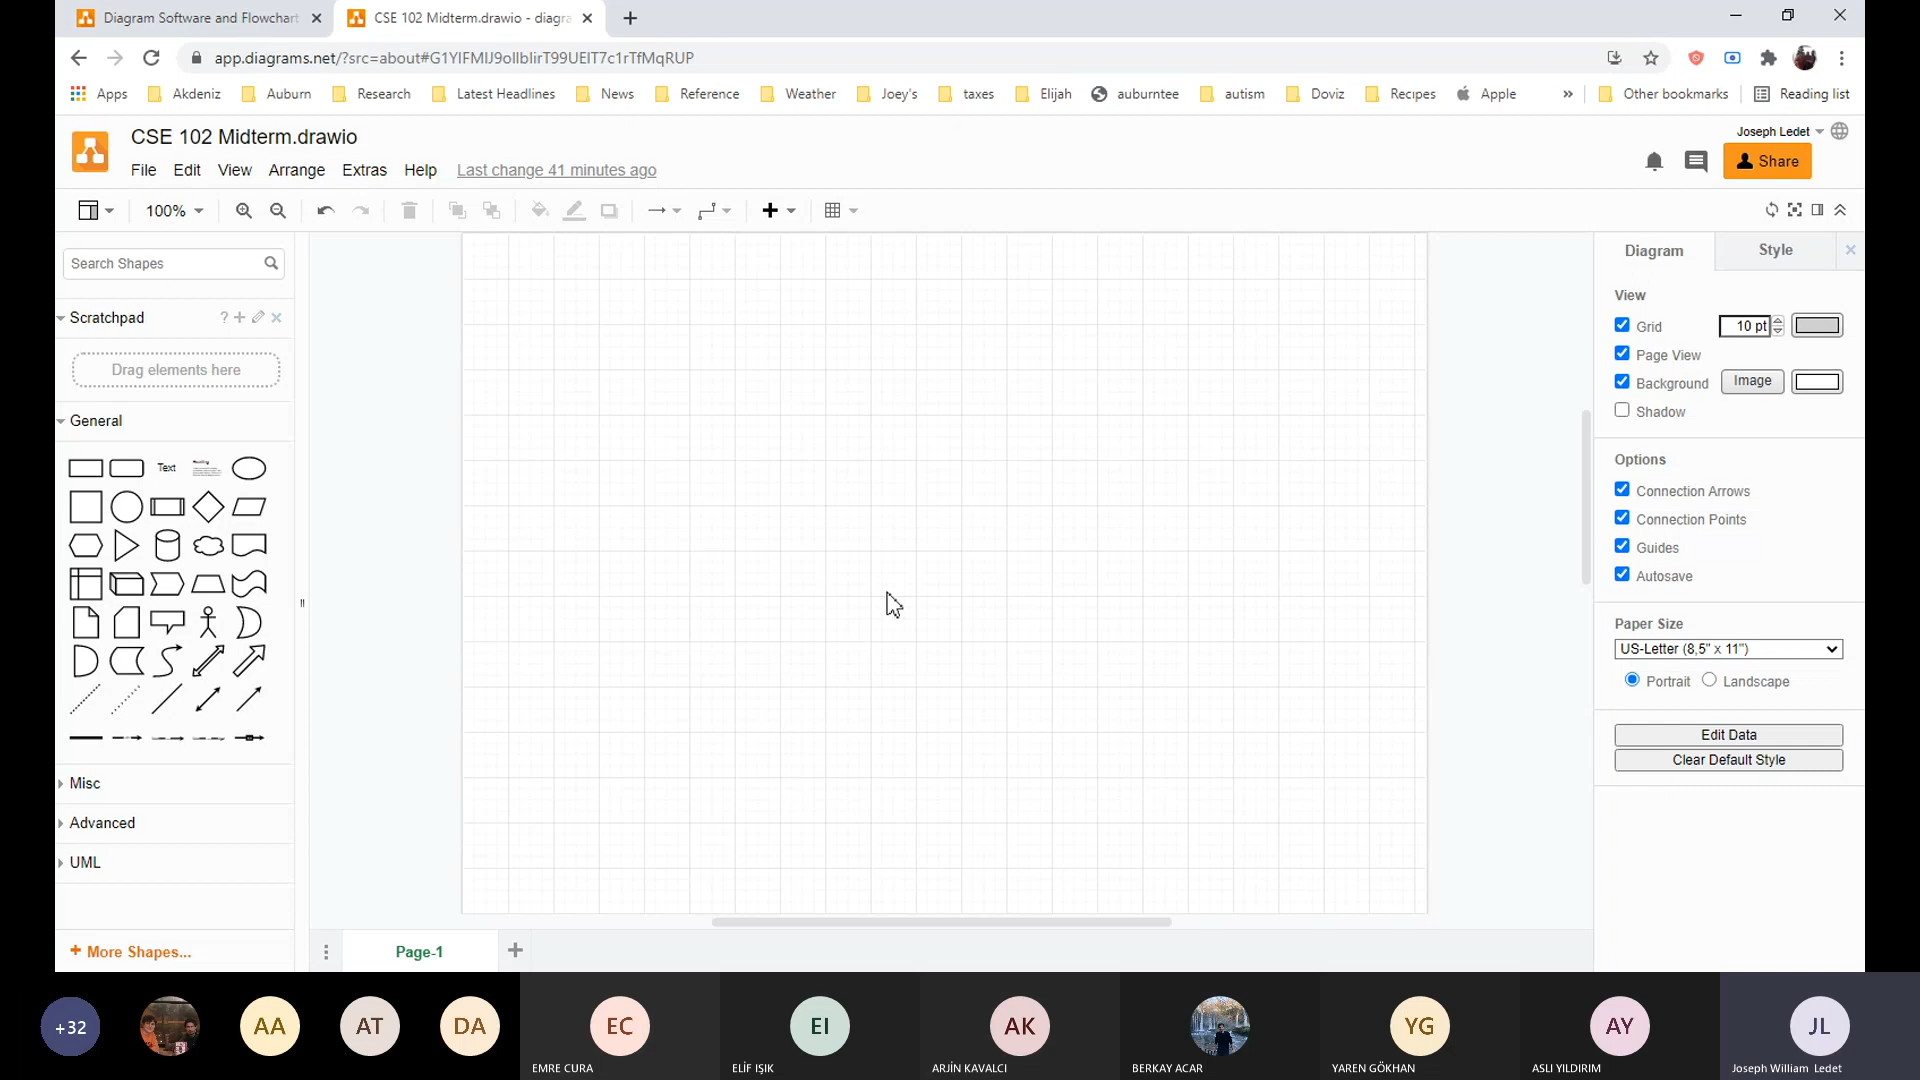 Diagram Software and Flowchart
CSE 102 Midterm.drawio - diagra
app.diagrams.net/?src=about#G1YIFMIJ9oIlbIirT99UEIT7c1rTfMqRUP
Apps
Akdeniz
Auburn
Research
Latest Headlines
News
Reference
Weather
Joey's
taxes
Elijah
auburntee
autism
Doviz
Recipes
Apple
»
Other bookmarks
Reading list
CSE 102 Midterm.drawio
Joseph Ledet
File Edit View Arrange Extras Help Last change 41 minutes ago
Share
100%
Search Shapes
Scratchpad
?
Drag elements here
General
Text
Misc
Advanced
UML
+ More Shapes...
Page-1
Diagram
Style
View
Grid
10 pt
Page View
Background
Image
Shadow
Options
Connection Arrows
Connection Points
Guides
Autosave
Paper Size
US-Letter (8,5" x 11")
Portrait
Landscape
Edit Data
Clear Default Style
+32
AA
AT
DA
EC
EMRE CURA
EI
ELİF IŞIK
AK
ARJİN KAVALCI
BERKAY ACAR
YG
YAREN GÖKHAN
AY
ASLI YILDIRIM
JL
Joseph William Ledet